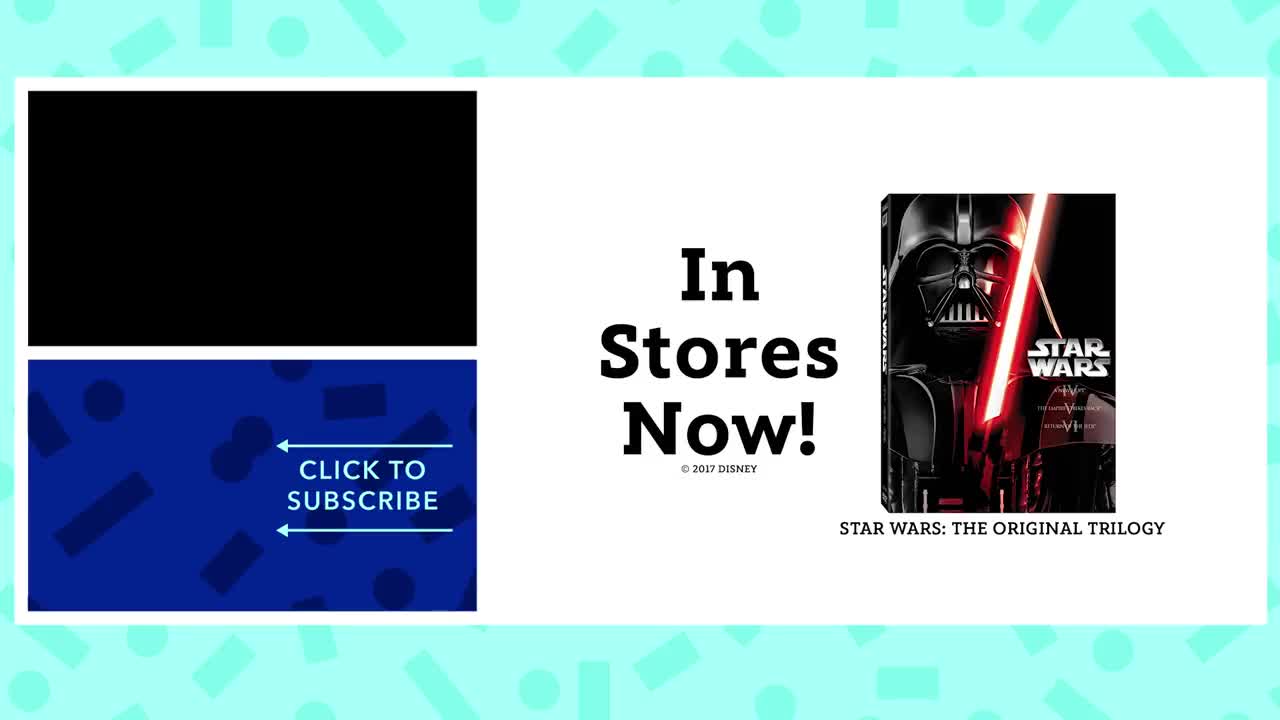 CLICK TO
SUBSCRIBE
In
Stores
Now!
© 2017 DISNEY
STAR WARS
STAR
WARS
IV
A NEW HOPE
V
THE EMPIRE STRIKES BACK
VI
RETURN OF THE JEDI
STAR WARS: THE ORIGINAL TRILOGY